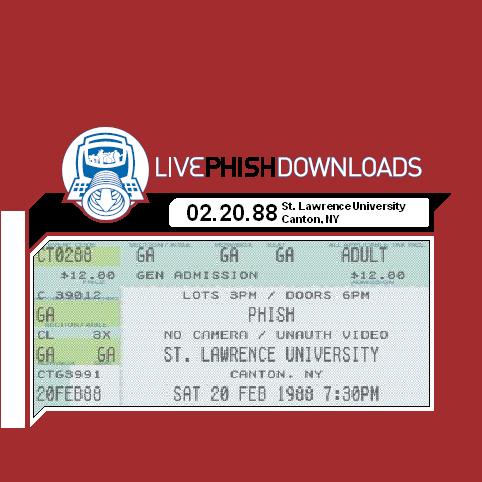 LIVEPHISHDOWNLOADS
02.20.88 St. Lawrence University
Canton, NY
CT0288 GA GA GA ADULT
$12.00 GEN ADMISSION $12.00
C 39012 LOTS 3PM / DOORS 6PM
GA PHISH
CL 3X NO CAMERA / UNAUTH VIDEO
GA GA ST. LAWRENCE UNIVERSITY
CTG3991 CANTON. NY
20FEB88 SAT 20 FEB 1988 7:30PM